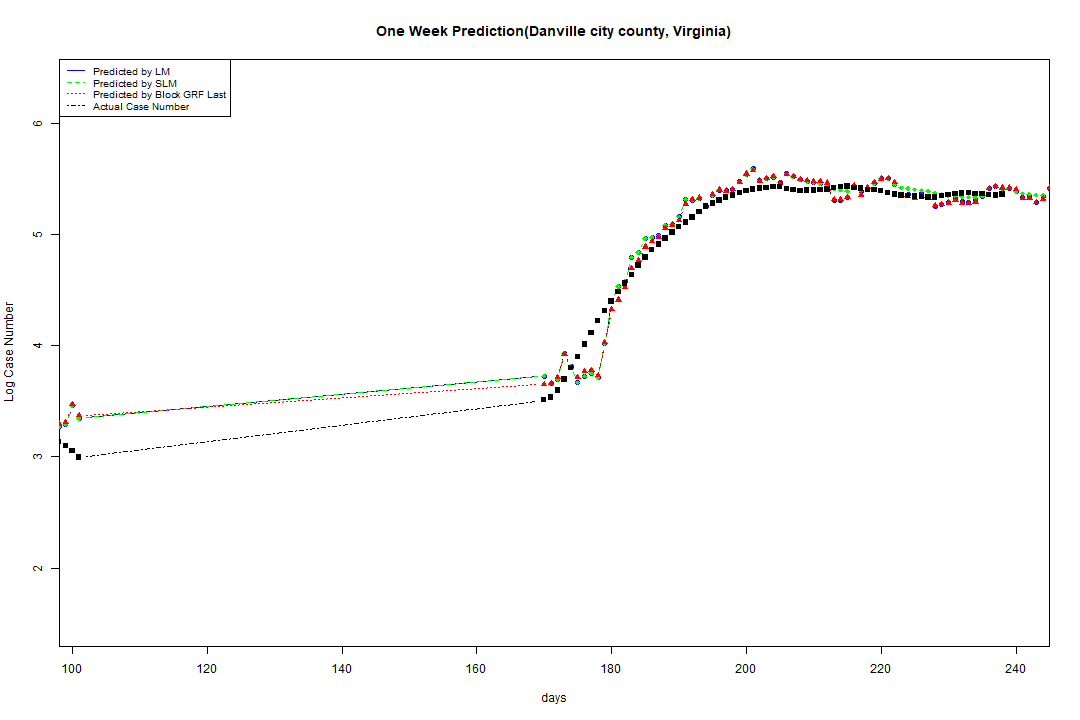 One Week Prediction(Danville city county, Virginia)
Predicted by LM
Predicted by SLM
Predicted by Block GRF Last
Actual Case Number
6
5
4
3
2
Log Case Number
100 120 140 160 180 200 220 240
days